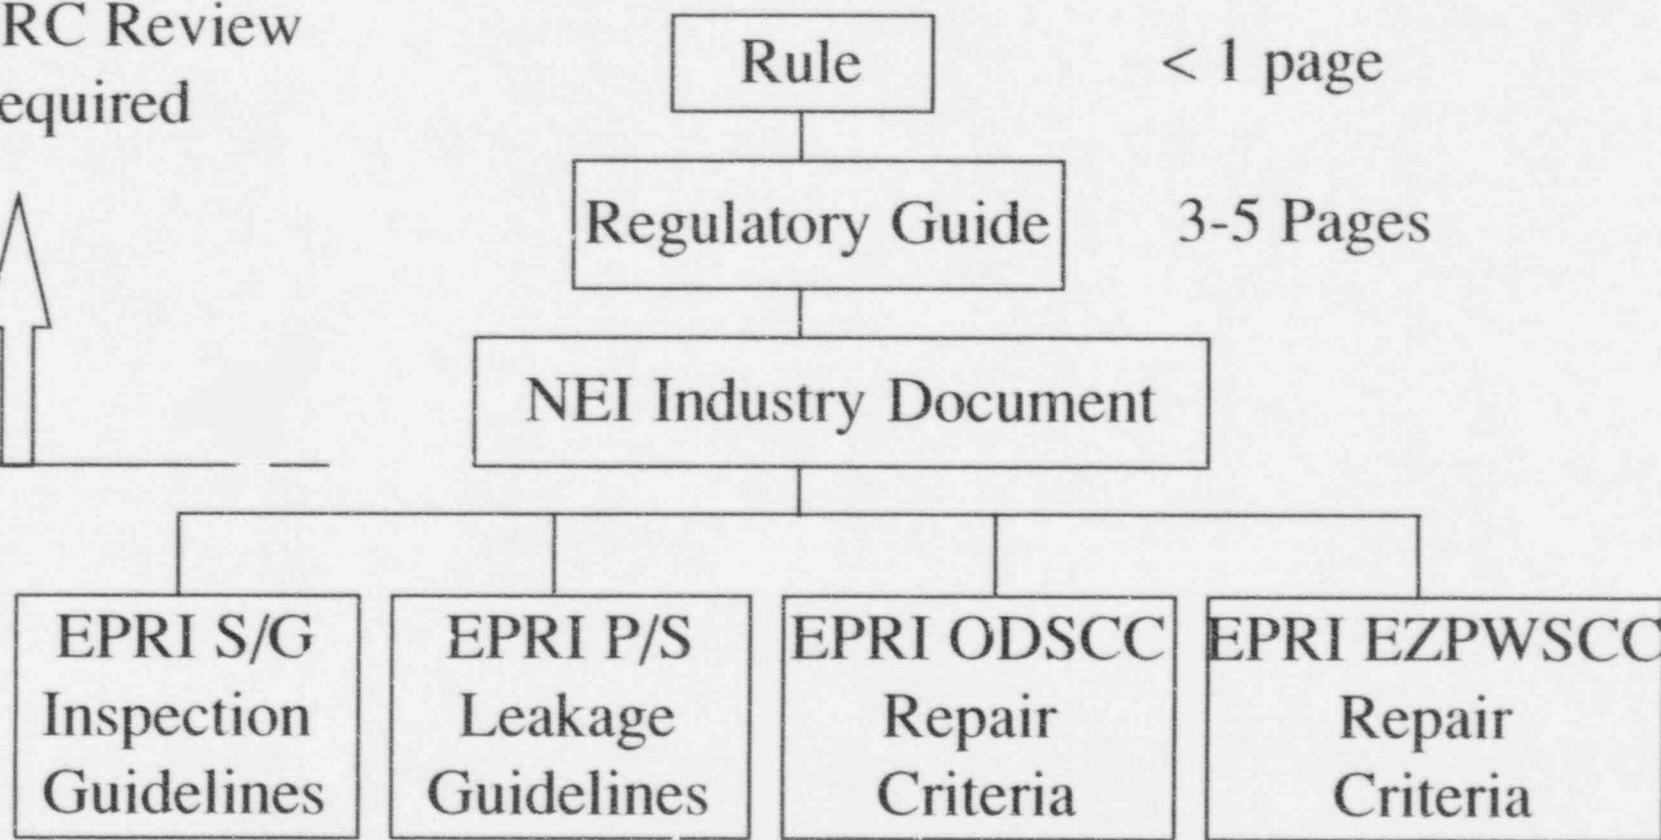 RC Review
equired
Rule
< 1 page
Regulatory Guide
3-5 Pages
NEI Industry Document
EPRI S/G
Inspection
Guidelines
EPRI P/S
Leakage
Guidelines
EPRI ODSCC
Repair
Criteria
EPRI EZPWSCC
Repair
Criteria